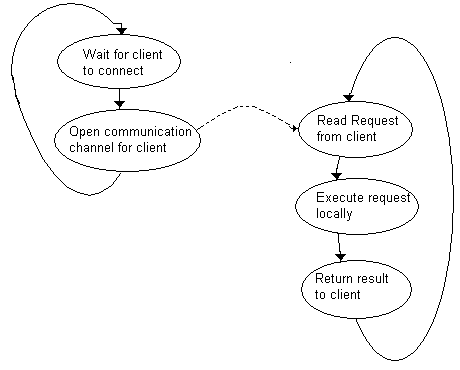 Wait for client
to connect
Open communication
channel for client
Read Request
from client
Execute request
locally
Return result
to client